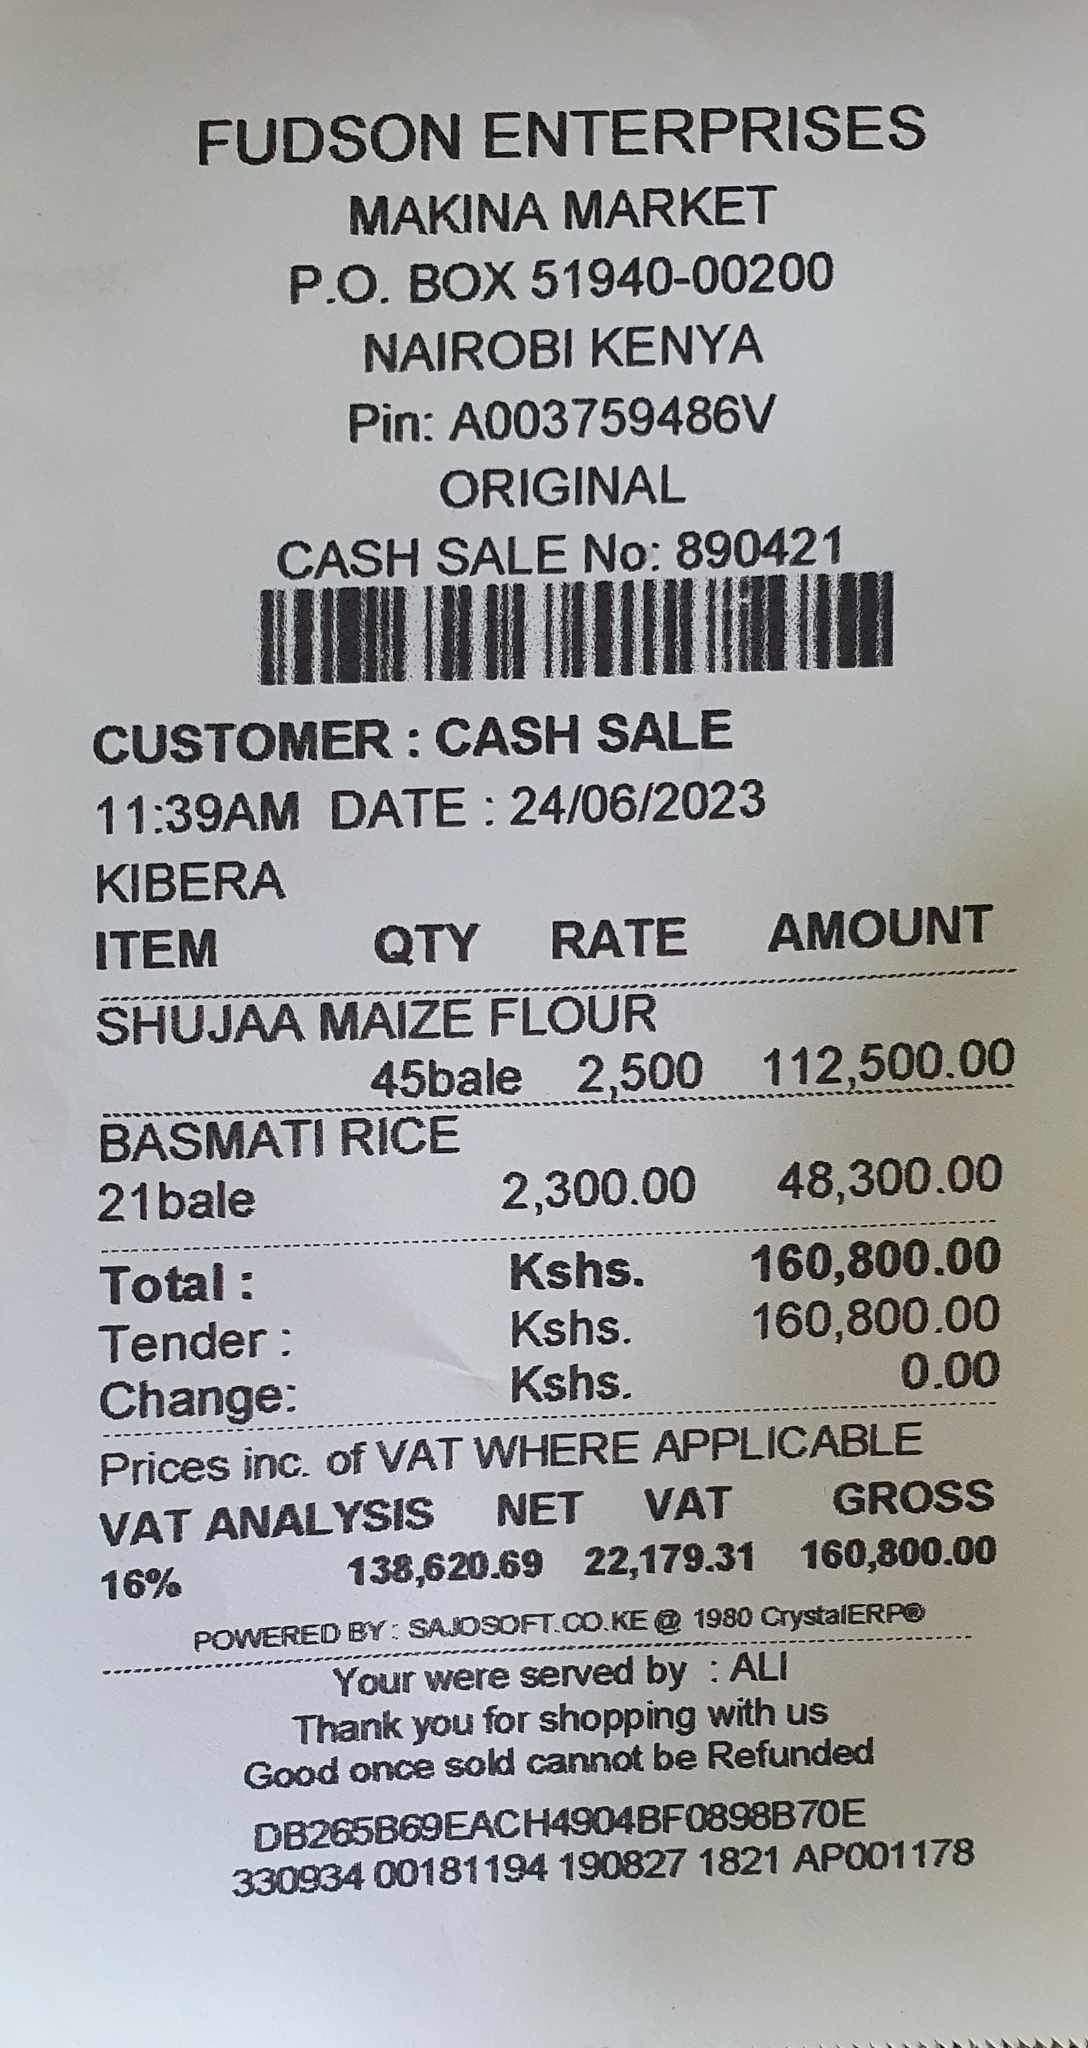 FUDSON ENTERPRISES
MAKINA MARKET
P.O. BOX 51940-00200
NAIROBI KENYA
Pin: A003759486V
ORIGINAL
CASH SALE No: 890421
CUSTOMER : CASH SALE
11:39AM DATE : 24/06/2023
KIBERA
ITEM QTY RATE AMOUNT
SHUJAA MAIZE FLOUR
45bale 2,500 112,500.00
BASMATI RICE
21bale 2,300.00 48,300.00
Total : Kshs. 160,800.00
Tender : Kshs. 160,800.00
Change: Kshs. 0.00
Prices inc. of VAT WHERE APPLICABLE
VAT ANALYSIS NET VAT GROSS
16% 138,620.69 22,179.31 160,800.00
POWERED BY : SAJOSOFT.CO.KE @ 1980 CrystalERP®
Your were served by : ALI
Thank you for shopping with us
Good once sold cannot be Refunded
DB265B69EACH4904BF0898B70E
330934 00181194 190827 1821 AP001178